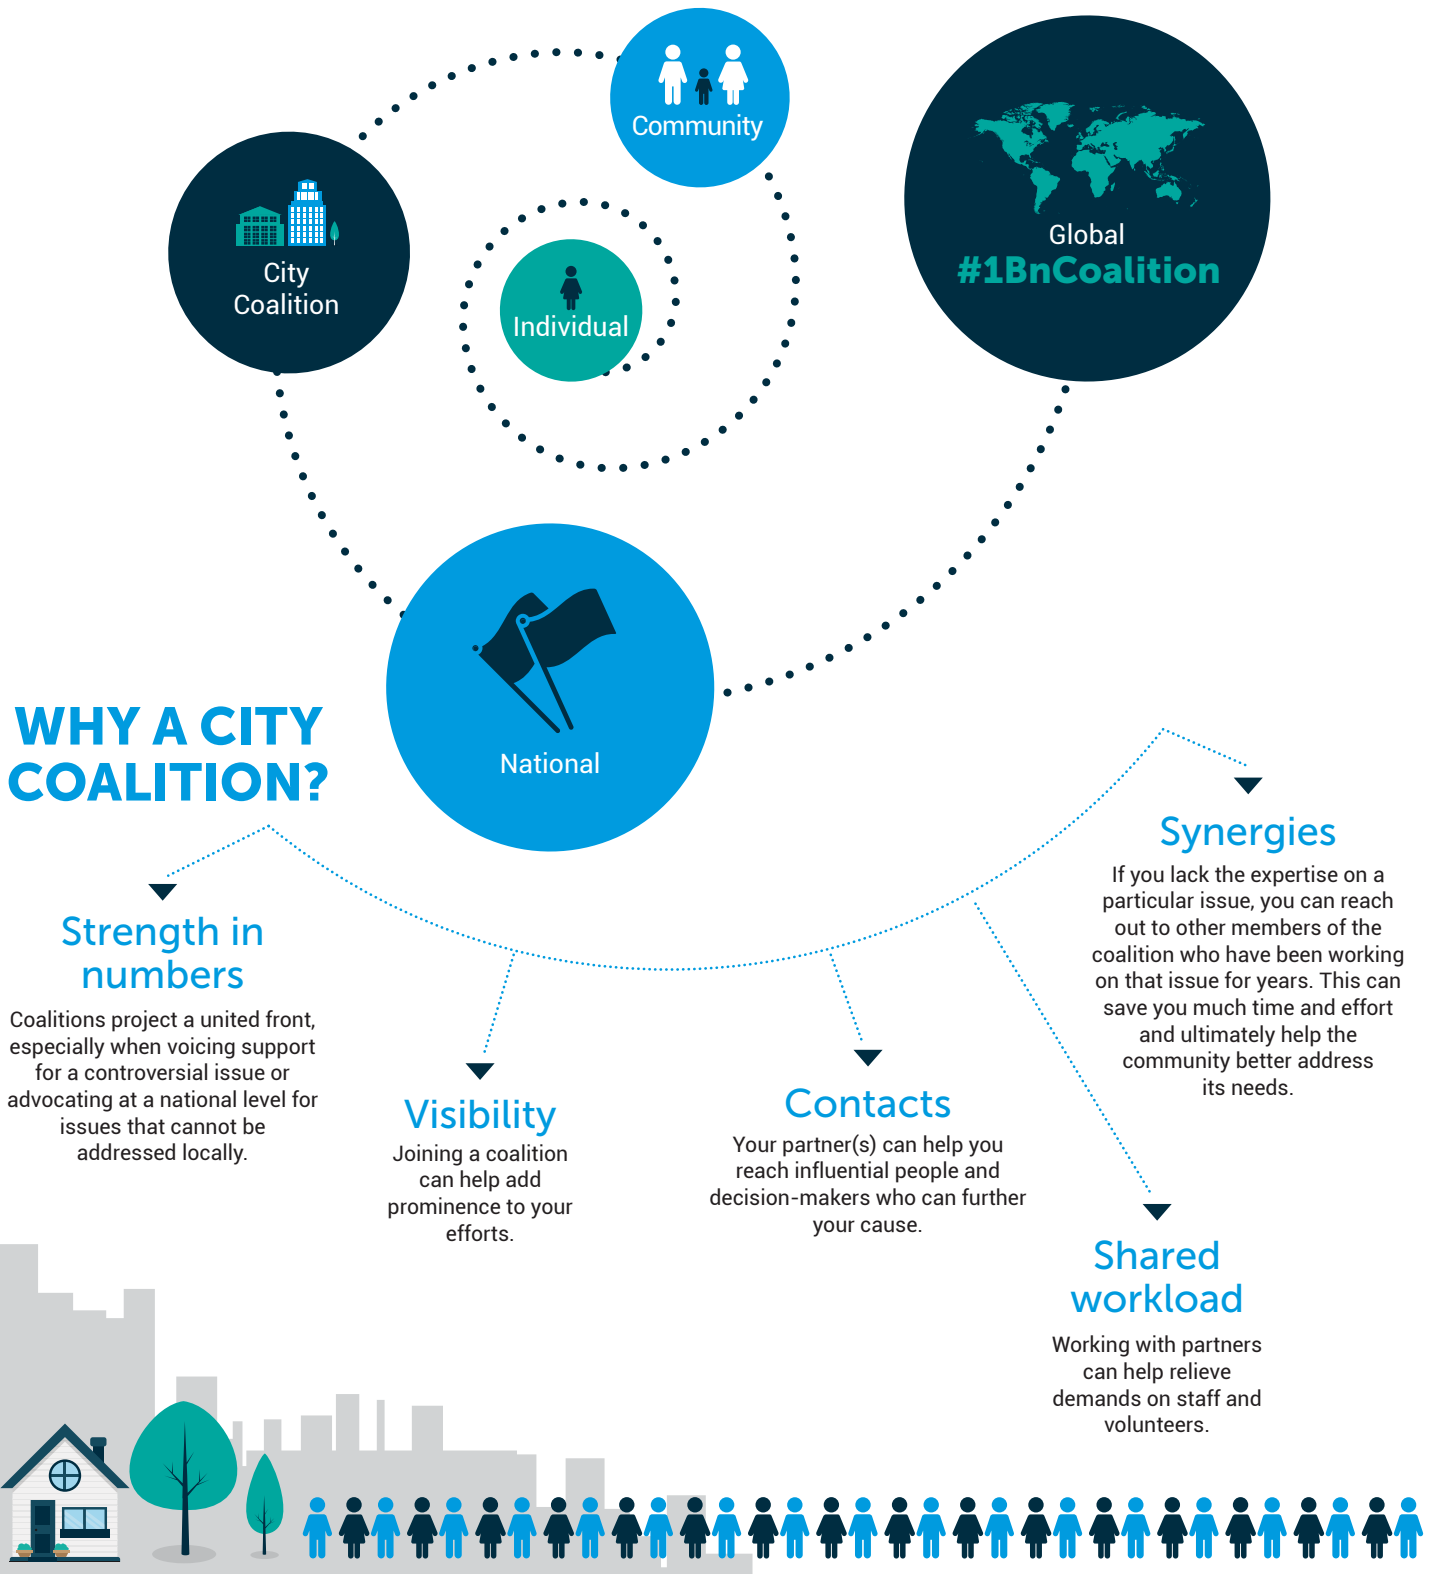 Community
City
Coalition
Individual
Global
#1BnCoalition
National
WHY A CITY
COALITION?
Strength in
numbers
Coalitions project a united front,
especially when voicing support
for a controversial issue or
advocating at a national level for
issues that cannot be
addressed locally.
Visibility
Joining a coalition
can help add
prominence to your
efforts.
Contacts
Your partner(s) can help you
reach influential people and
decision-makers who can further
your cause.
Synergies
If you lack the expertise on a
particular issue, you can reach
out to other members of the
coalition who have been working
on that issue for years. This can
save you much time and effort
and ultimately help the
community better address
its needs.
Shared
workload
Working with partners
can help relieve
demands on staff and
volunteers.